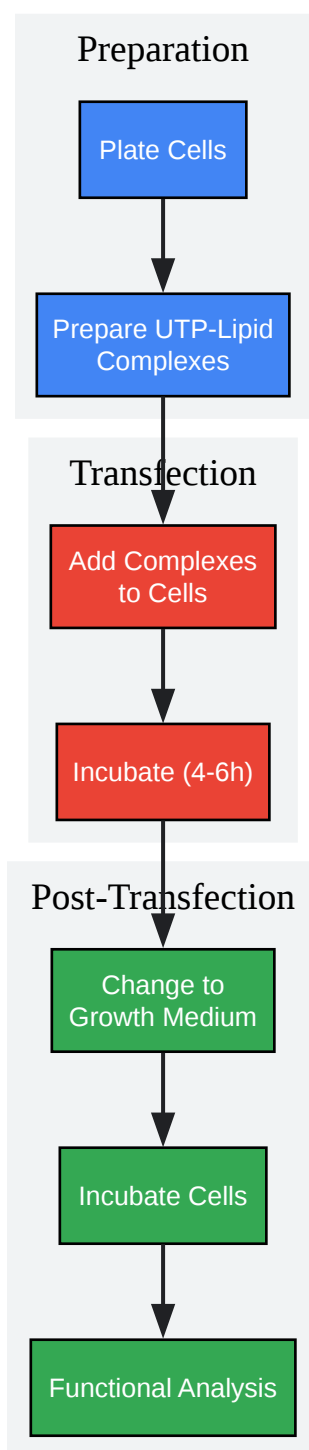 Preparation
Plate Cells
Prepare UTP-Lipid
Complexes
Transfection
Add Complexes
to Cells
Incubate (4-6h)
Post-Transfection
Change to
Growth Medium
Incubate Cells
Functional Analysis